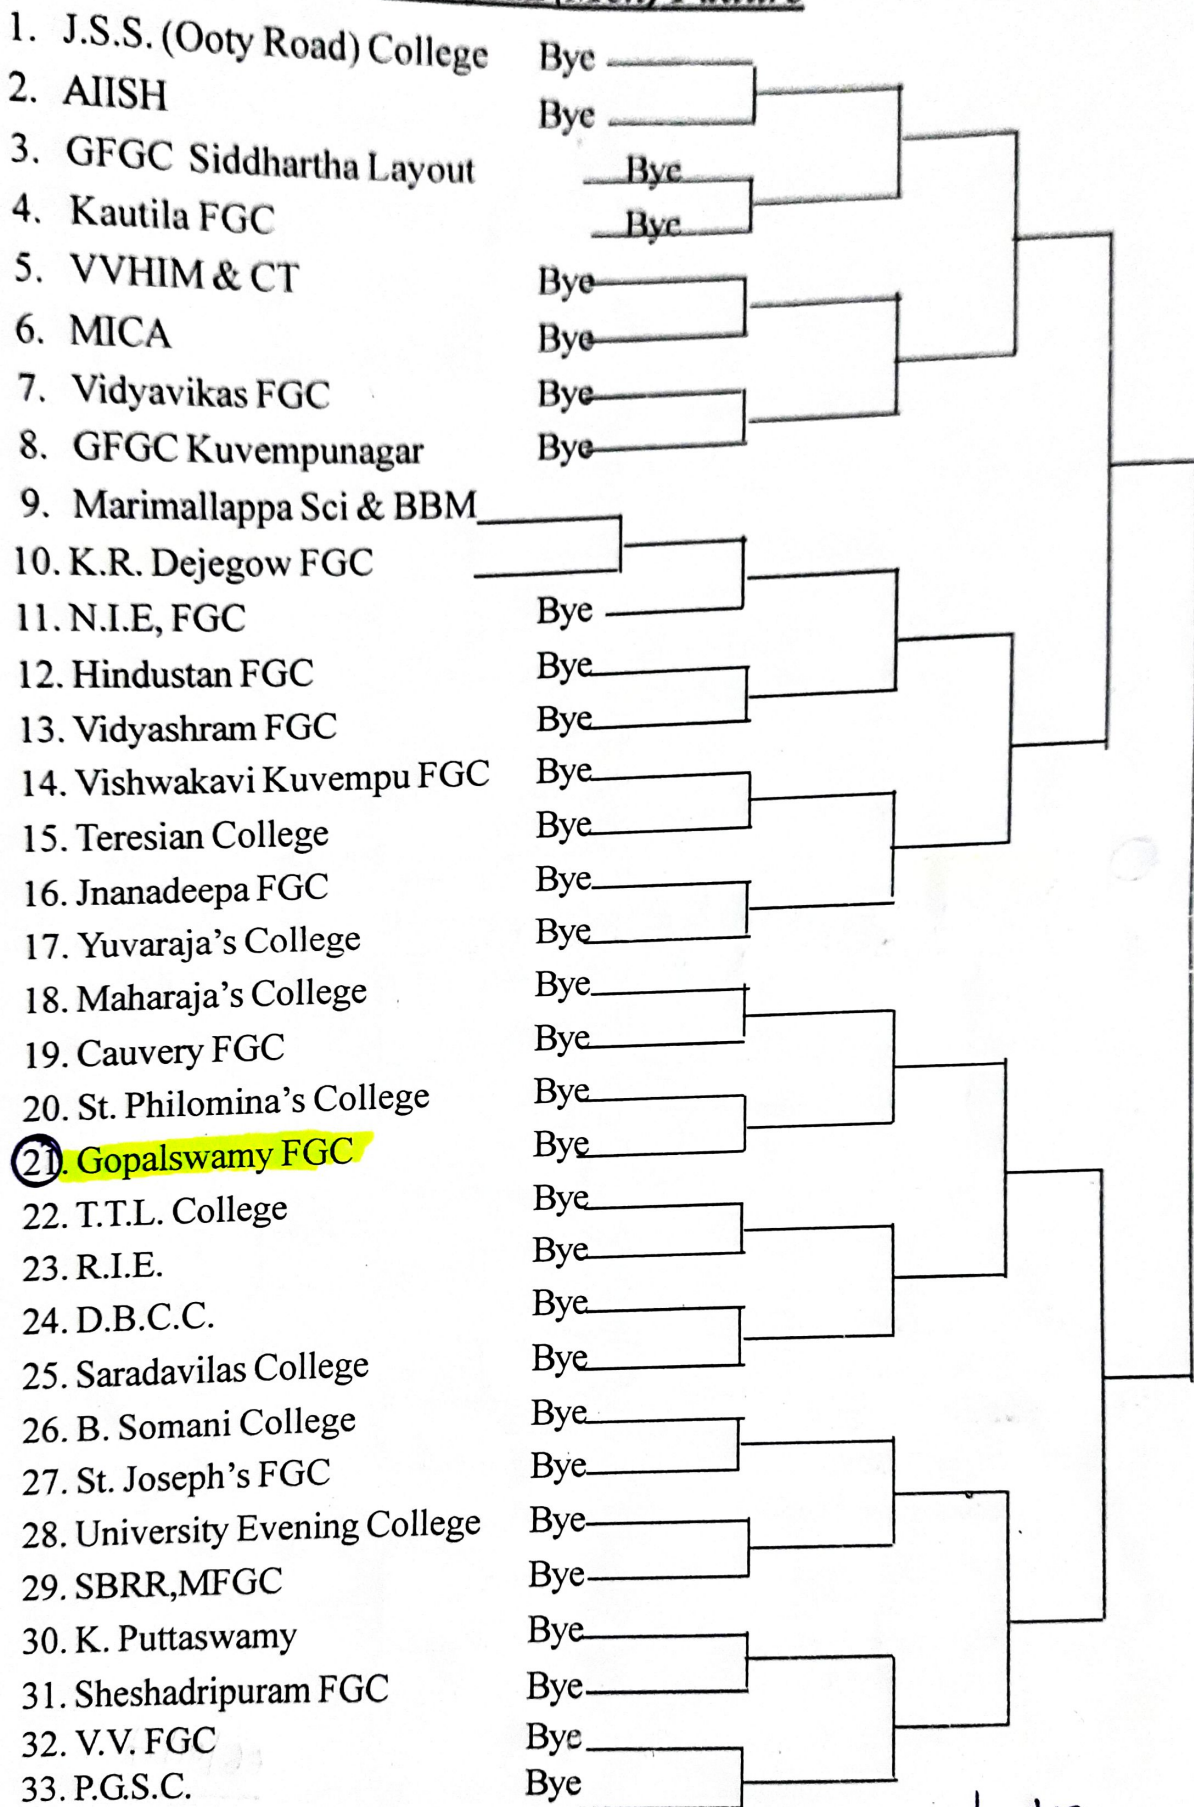 1. J.S.S. (Ooty Road) College Bye
2. AIISH Bye
3. GFGC Siddhartha Layout Bye
4. Kautila FGC Bye
5. VVHIM & CT Bye
6. MICA Bye
7. Vidyavikas FGC Bye
8. GFGC Kuvempunagar Bye
9. Marimallappa Sci & BBM
10. K.R. Dejegow FGC
11. N.I.E, FGC Bye
12. Hindustan FGC Bye
13. Vidyashram FGC Bye
14. Vishwakavi Kuvempu FGC Bye
15. Teresian College Bye
16. Jnanadeepa FGC Bye
17. Yuvaraja's College Bye
18. Maharaja's College Bye
19. Cauvery FGC Bye
20. St. Philomina's College Bye
21. Gopalswamy FGC Bye
22. T.T.L. College Bye
23. R.I.E. Bye
24. D.B.C.C. Bye
25. Saradavilas College Bye
26. B. Somani College Bye
27. St. Joseph's FGC Bye
28. University Evening College Bye
29. SBRR,MFGC Bye
30. K. Puttaswamy Bye
31. Sheshadripuram FGC Bye
32. V.V. FGC Bye
33. P.G.S.C. Bye